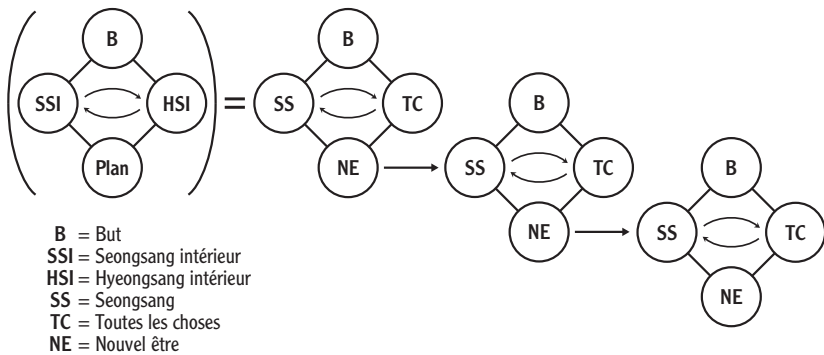 B
SSI
HSI
Plan
=
B
SS
TC
NE
B
SS
TC
NE
B
SS
TC
NE
B = But
SSI = Seongsang intérieur
HSI = Hyeongsang intérieur
SS = Seongsang
TC = Toutes les choses
NE = Nouvel être